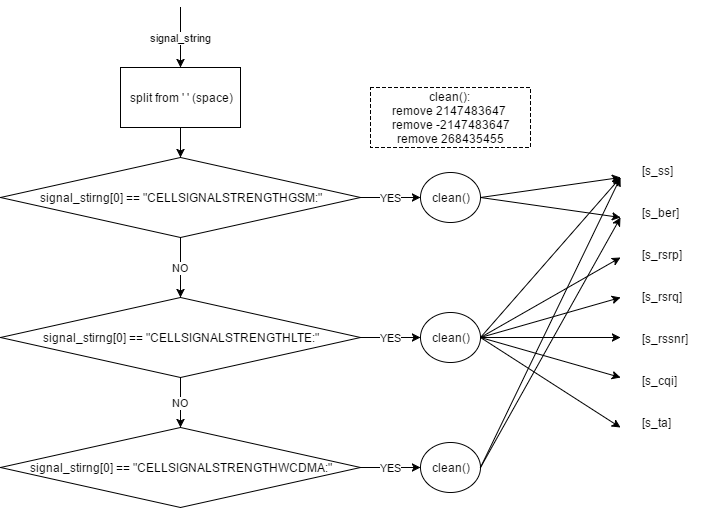 signal_string
split from ' ' (space)
clean():
remove 2147483647
remove -2147483647
remove 268435455
signal_stirng[0] == "CELLSIGNALSTRENGTHGSM:"
YES
clean()
[s_ss]
[s_ber]
[s_rsrp]
NO
[s_rsrq]
signal_stirng[0] == "CELLSIGNALSTRENGTHLTE:"
YES
clean()
[s_rssnr]
[s_cqi]
NO
[s_ta]
signal_stirng[0] == "CELLSIGNALSTRENGTHWCDMA:"
YES
clean()